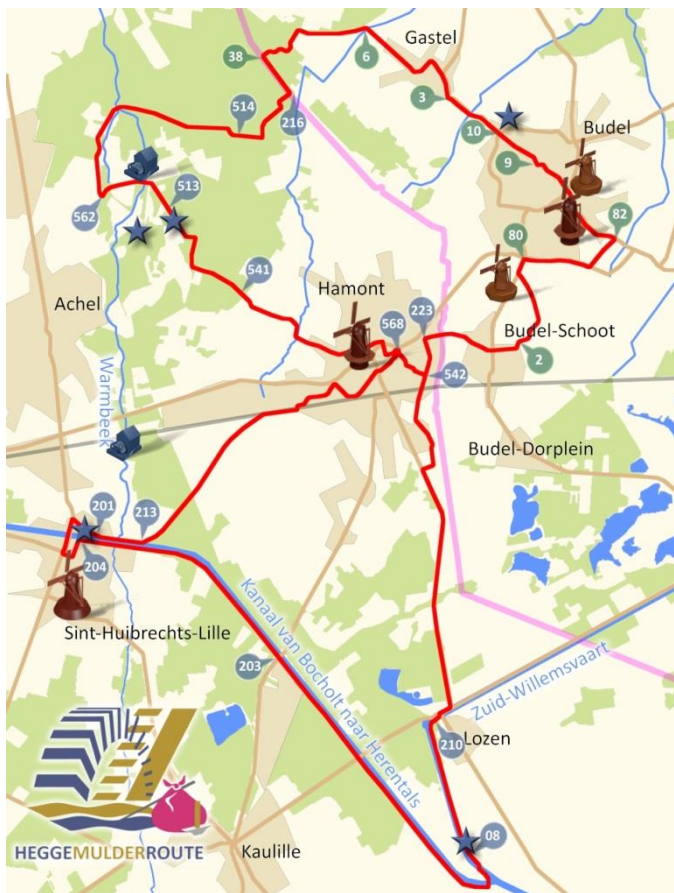 Gastel
38
6
3
514
216
10
Budel
9
513
562
82
80
541
Hamont
Achel
223
568
Budel-Schoot
2
542
Warmbeek
Budel-Dorplein
201
213
204
Sint-Huibrechts-Lille
Kanaal van Bocholt naar Herentals
203
Zuid-Willemsvaart
210
Lozen
08
HEGGEMULDERROUTE
Kaulille